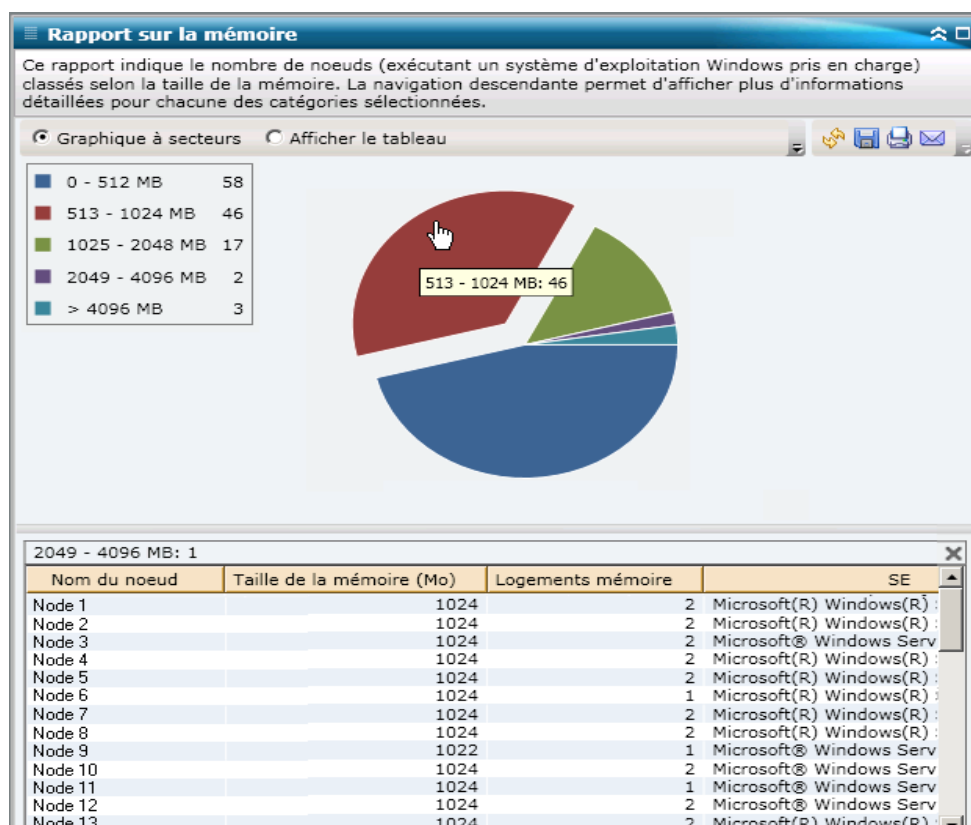 Rapport sur la mémoire
Ce rapport indique le nombre de noeuds (exécutant un système d'exploitation Windows pris en charge)
classés selon la taille de la mémoire. La navigation descendante permet d'afficher plus d'informations
détaillées pour chacune des catégories sélectionnées.
Graphique à secteurs Afficher le tableau
0 - 512 MB 58
513 - 1024 MB 46
1025 - 2048 MB 17
2049 - 4096 MB 2
> 4096 MB 3
513 - 1024 MB: 46
2049 - 4096 MB: 1
Nom du noeud Taille de la mémoire (Mo) Logements mémoire SE
Node 1 1024 2 Microsoft(R) Windows(R)
Node 2 1024 2 Microsoft(R) Windows(R)
Node 3 1024 2 Microsoft® Windows Serv
Node 4 1024 2 Microsoft(R) Windows(R)
Node 5 1024 2 Microsoft(R) Windows(R)
Node 6 1024 1 Microsoft(R) Windows(R)
Node 7 1024 2 Microsoft(R) Windows(R)
Node 8 1024 2 Microsoft(R) Windows(R)
Node 9 1022 1 Microsoft® Windows Serv
Node 10 1024 2 Microsoft® Windows Serv
Node 11 1024 1 Microsoft® Windows Serv
Node 12 1024 2 Microsoft® Windows Serv
Node 13 1024 2 Microsoft(R) Windows(R)